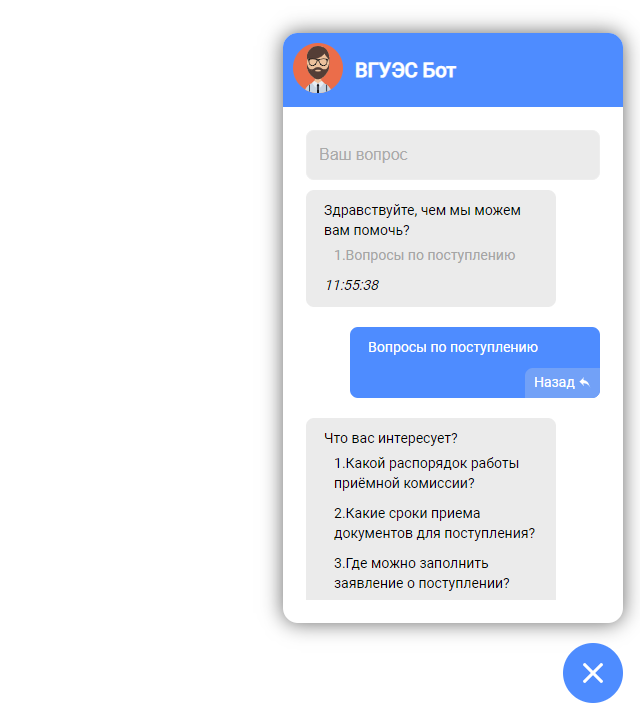 ВГУЭС Бот
Ваш вопрос
Здравствуйте, чем мы можем
вам помочь?
1.Вопросы по поступлению
11:55:38
Вопросы по поступлению
Назад
Что вас интересует?
1.Какой распорядок работы
приёмной комиссии?
2.Какие сроки приема
документов для поступления?
3.Где можно заполнить
заявление о поступлении?